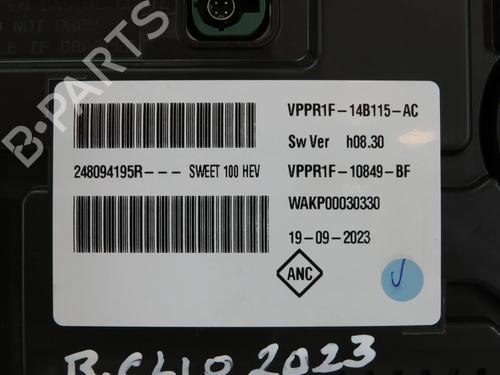 VPPR1F-14B115-AC
Sw Ver h08.30
248094195R--- SWEET 100 HEV
VPPR1F-10849-BF
WAKP00030330
19-09-2023
ANC
R.CLIO 2023